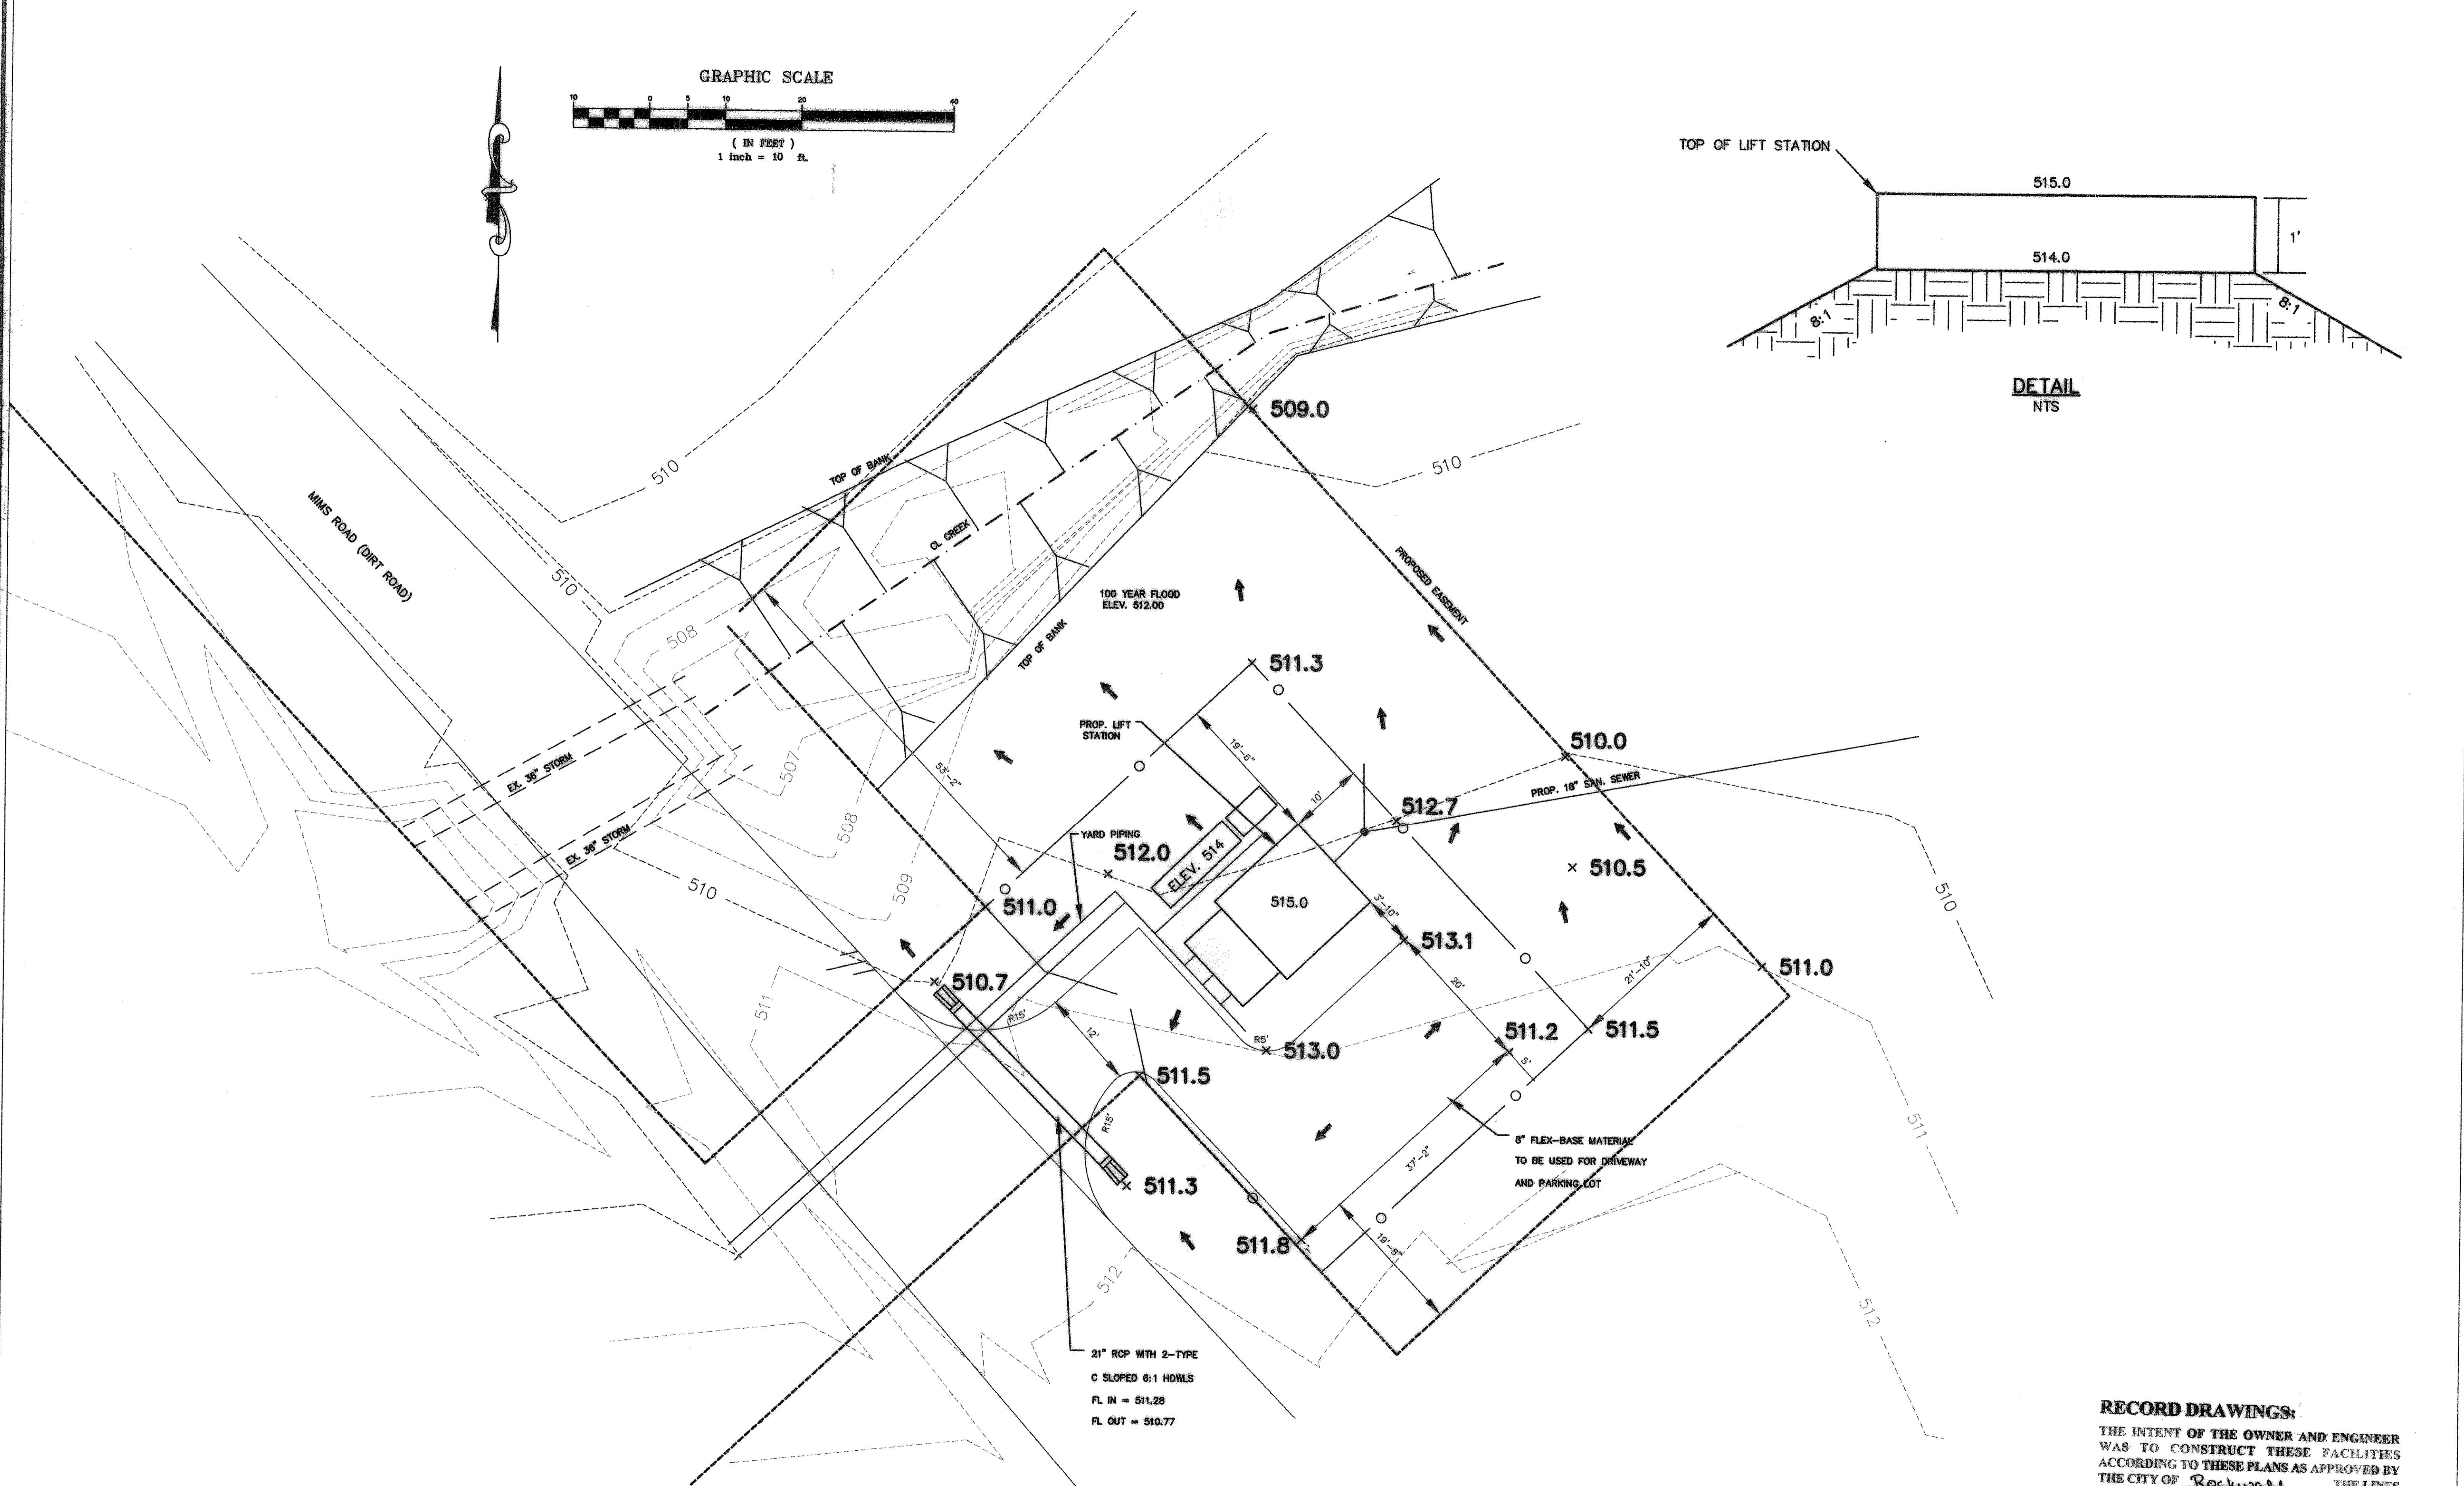 GRAPHIC SCALE
10 0 5 10 20 40
( IN FEET )
1 inch = 10 ft.
TOP OF LIFT STATION
515.0
1'
514.0
8:1
8:1
DETAIL
NTS
509.0
510
510
TOP OF BANK
MIMS ROAD (DIRT ROAD)
CL CREEK
510
PROPOSED EASEMENT
100 YEAR FLOOD
ELEV. 512.00
508
TOP OF BANK
511.3
PROP. LIFT
STATION
19'-6"
510.0
EX. 36" STORM
507
53'-2"
10'
PROP. 18" SAN. SEWER
512.7
EX. 36" STORM
508
YARD PIPING
512.0
ELEV. 514
510.5
510
509
511.0
515.0
3'-10"
510
513.1
511.0
510.7
511
20'
21'-10"
R15'
12'
R5'
513.0
511.2
511.5
5'
511.5
R15'
511
8" FLEX-BASE MATERIAL
TO BE USED FOR DRIVEWAY
AND PARKING LOT
37'-2"
511.3
511.8
19'-8"
512
512
21" RCP WITH 2-TYPE
C SLOPED 6:1 HDWLS
FL IN = 511.28
FL OUT = 510.77
RECORD DRAWINGS:
THE INTENT OF THE OWNER AND ENGINEER
WAS TO CONSTRUCT THESE FACILITIES
ACCORDING TO THESE PLANS AS APPROVED BY
THE CITY OF Rockwall THE LINES